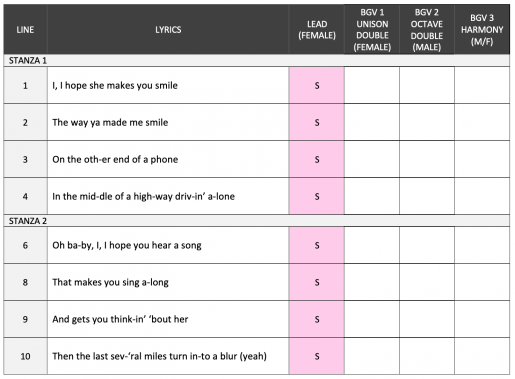 LINE LYRICS LEAD (FEMALE) BGV 1 UNISON DOUBLE (FEMALE) BGV 2 OCTAVE DOUBLE (MALE) BGV 3 HARMONY (M/F)
STANZA 1
1 I, I hope she makes you smile S
2 The way ya made me smile S
3 On the oth-er end of a phone S
4 In the mid-dle of a high-way driv-in’ a-lone S
STANZA 2
6 Oh ba-by, I, I hope you hear a song S
8 That makes you sing a-long S
9 And gets you think-in’ ‘bout her S
10 Then the last sev-‘ral miles turn in-to a blur (yeah) S